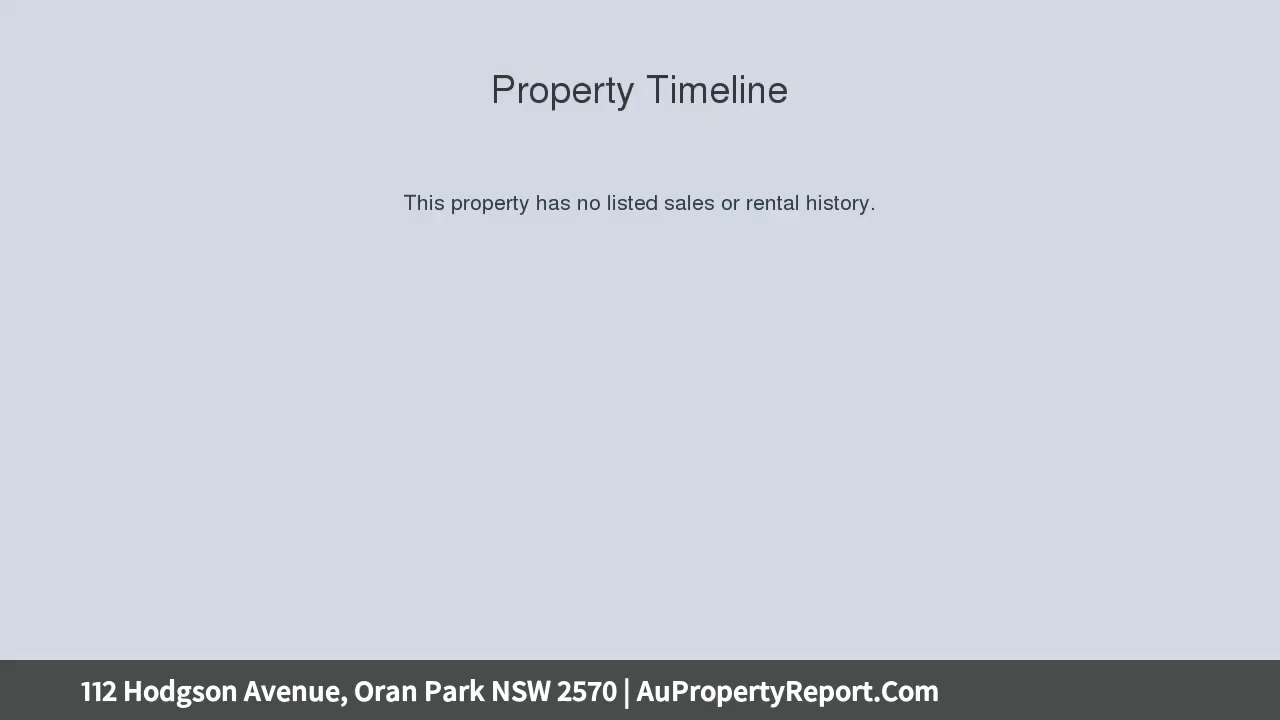 Property Timeline
This property has no listed sales or rental history.
112 Hodgson Avenue, Oran Park NSW 2570 | AuPropertyReport.Com